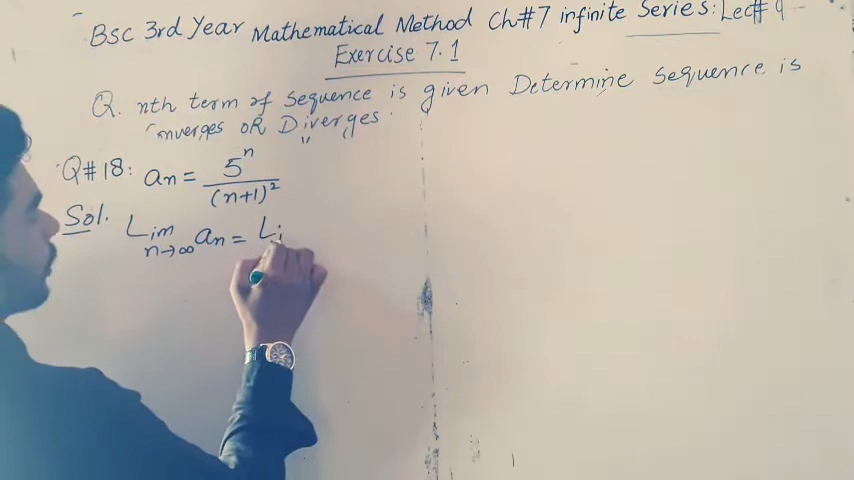 Bsc 3rd Year Mathematical Method Ch#7 infinite Series: Lec# 9
Exercise 7.1
Q. nth term of sequence is given Determine sequence is
Converges OR Diverges.
Q#18: an = 5^n / (n+1)^2
Sol. Lim n→∞ an = Li